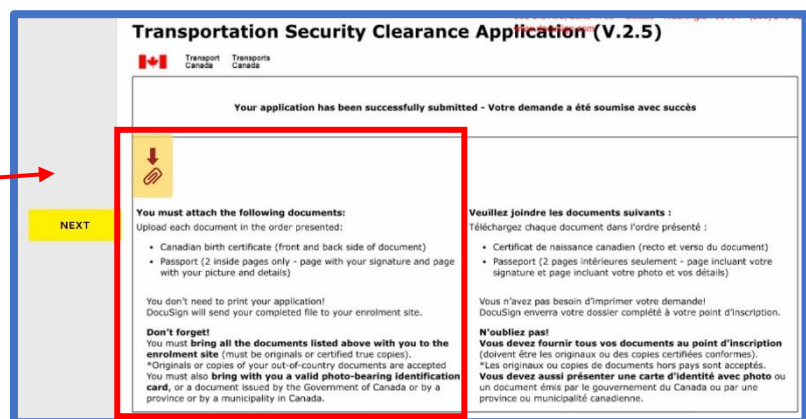 Transportation Security Clearance Application (V.2.5)
Transport Canada
Transports Canada
Your application has been successfully submitted - Votre demande a été soumise avec succès
NEXT
You must attach the following documents:
Upload each document in the order presented:
• Canadian birth certificate (front and back side of document)
• Passport (2 inside pages only - page with your signature and page
with your picture and details)
You don't need to print your application!
DocuSign will send your completed file to your enrolment site.
Don't forget!
You must bring all the documents listed above with you to the
enrolment site (must be originals or certified true copies).
*Originals or copies of your out-of-country documents are accepted
You must also bring with you a valid photo-bearing identification
card, or a document issued by the Government of Canada or by a
province or by a municipality in Canada.
Veuillez joindre les documents suivants :
Téléchargez chaque document dans l'ordre présenté :
• Certificat de naissance canadien (recto et verso du document)
• Passeport (2 pages intérieures seulement - page incluant votre
signature et page incluant votre photo et vos détails)
Vous n'avez pas besoin d'imprimer votre demande!
DocuSign enverra votre dossier complété à votre point d'inscription.
N'oubliez pas!
Vous devez fournir tous vos documents au point d'inscription
(doivent être les originaux ou des copies certifiées conformes).
*Les originaux ou copies de documents hors pays sont acceptés.
Vous devez aussi présenter une carte d'identité avec photo ou
un document émis par le gouvernement du Canada ou par une
province ou municipalité canadienne.